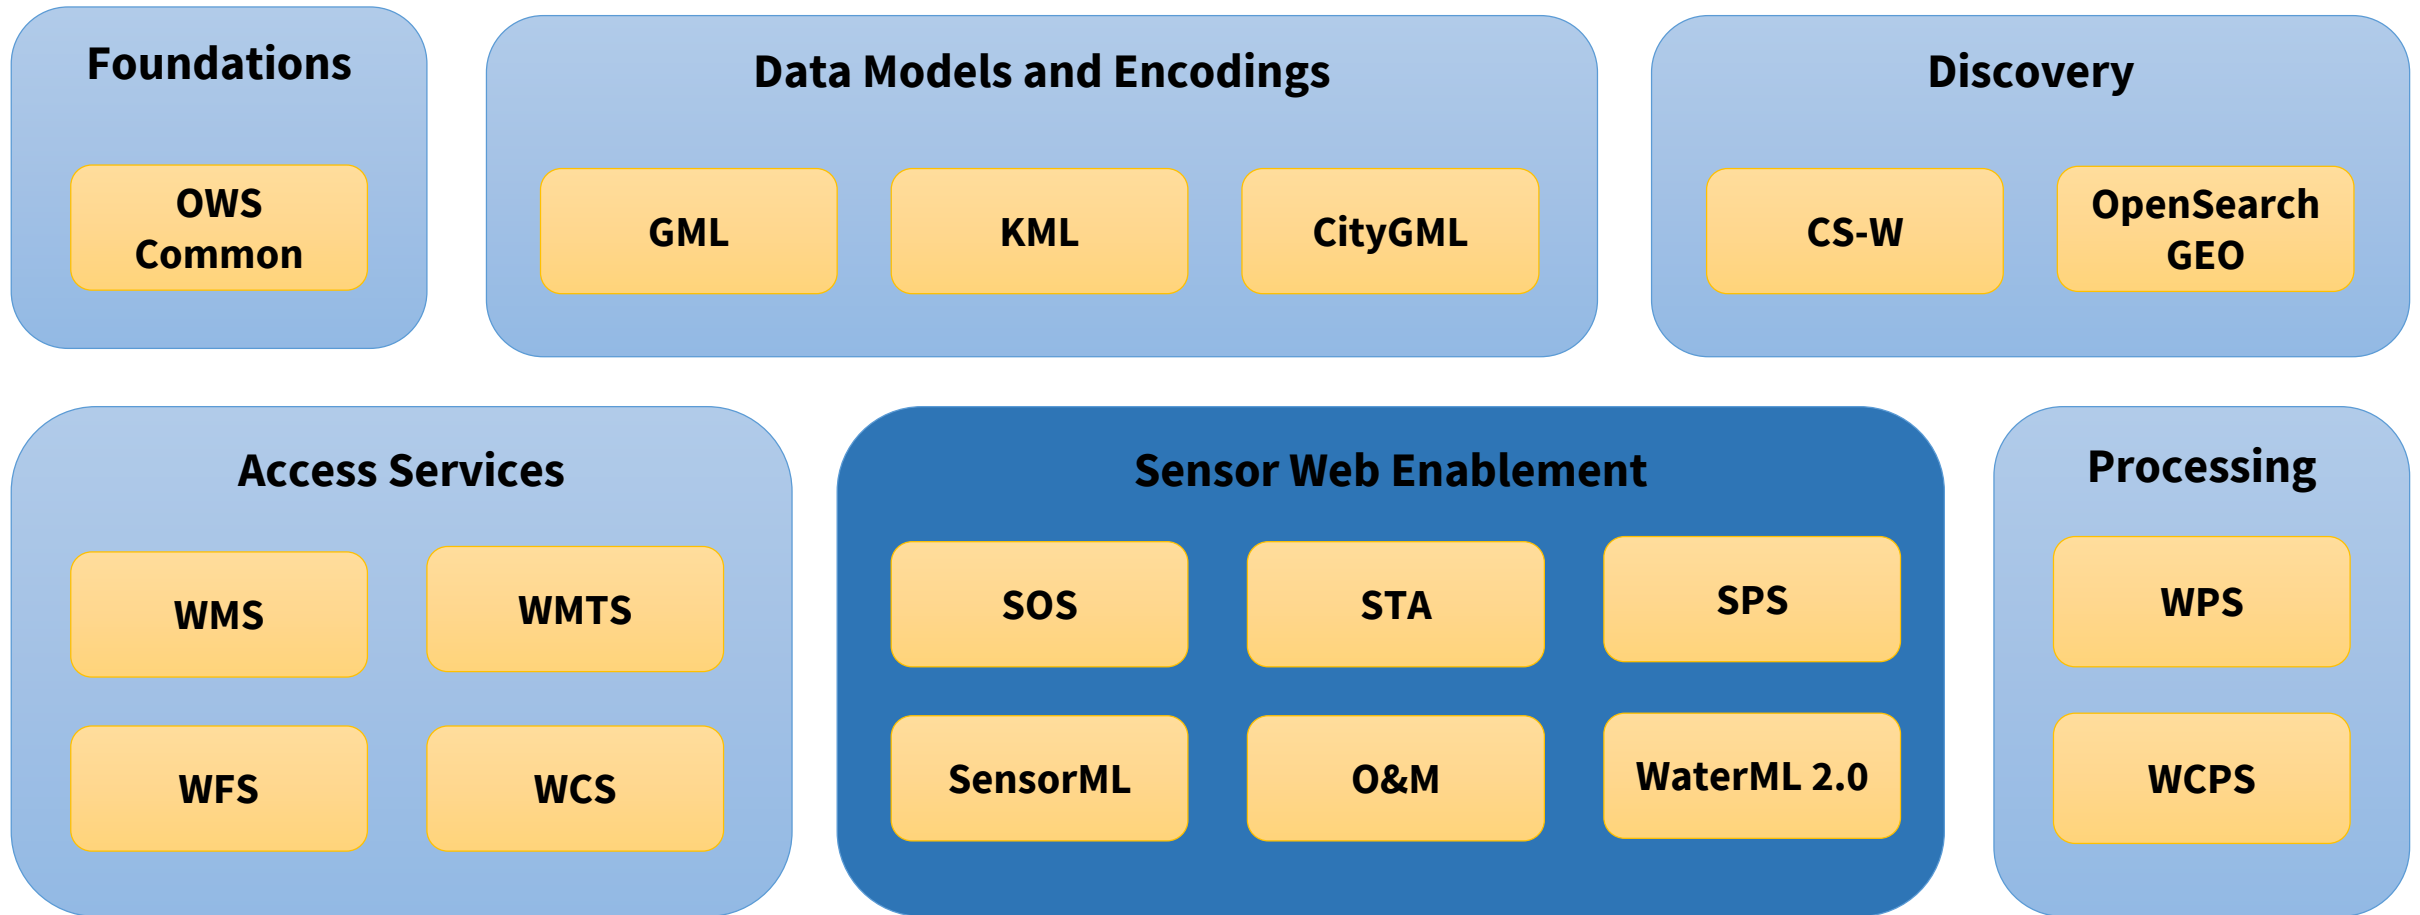 Foundations
OWS
Common
Data Models and Encodings
GML
KML
CityGML
Discovery
CS-W
OpenSearch
GEO
Access Services
WMS
WMTS
WFS
WCS
Sensor Web Enablement
SOS
STA
SPS
SensorML
O&M
WaterML 2.0
Processing
WPS
WCPS